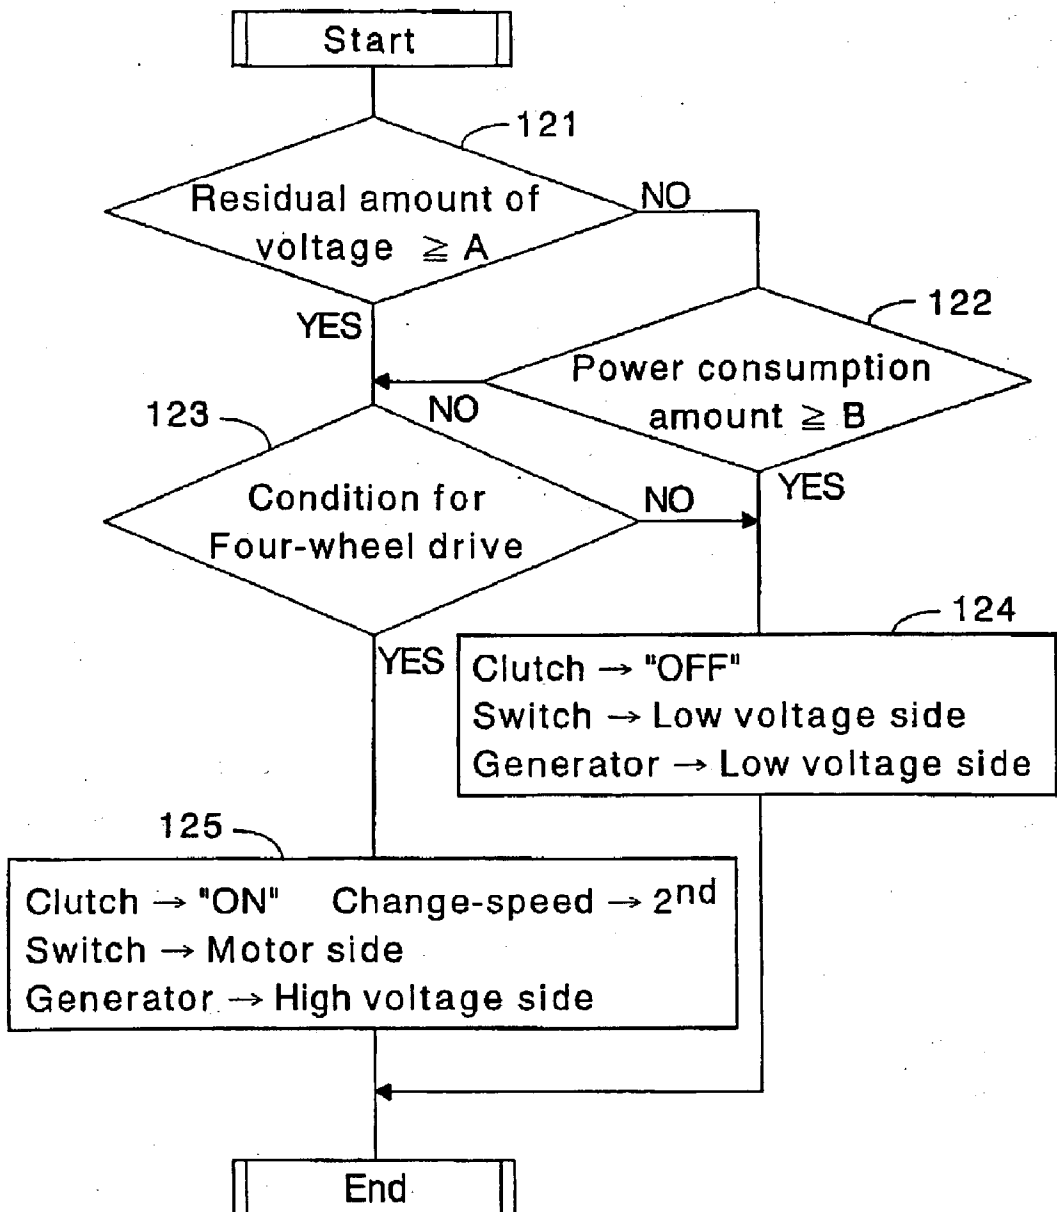 Start
121
Residual amount of
voltage ≧ A
NO
YES
122
Power consumption
amount ≧ B
NO
YES
123
Condition for
Four-wheel drive
NO
YES
124
Clutch → "OFF"
Switch → Low voltage side
Generator → Low voltage side
125
Clutch → "ON" Change-speed → 2nd
Switch → Motor side
Generator → High voltage side
End